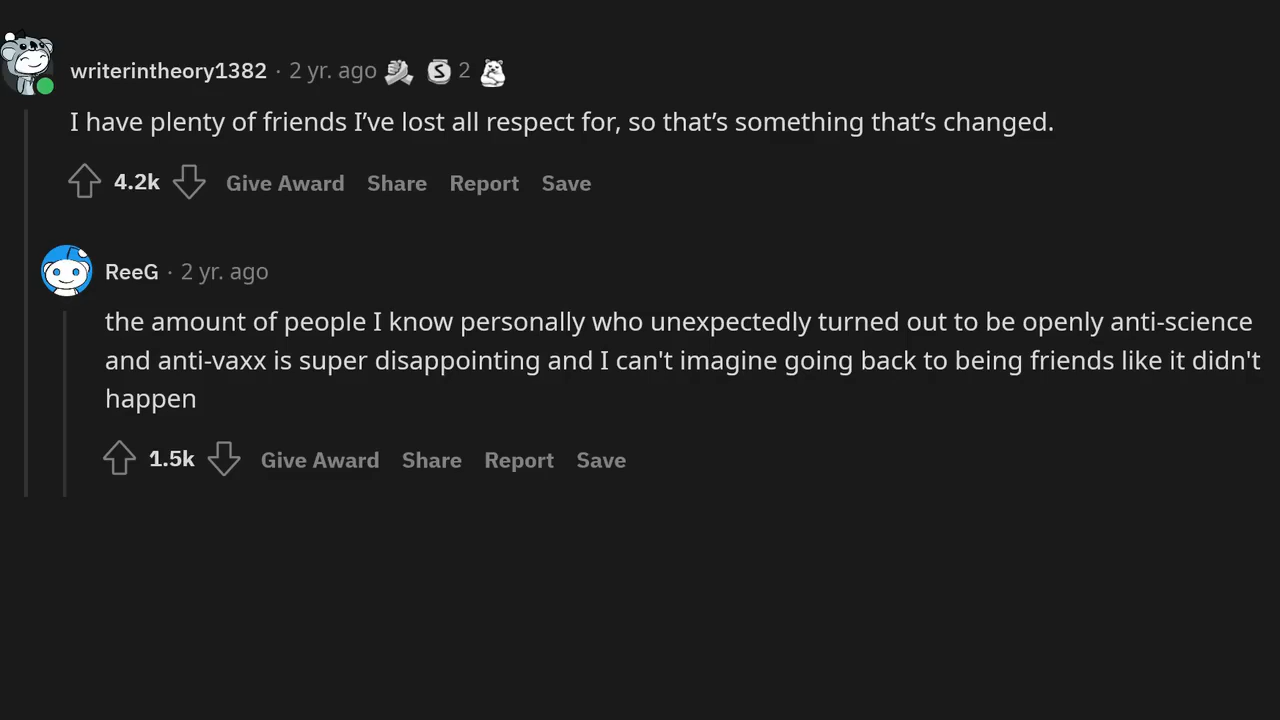 writerintheory1382 · 2 yr. ago 2
I have plenty of friends I’ve lost all respect for, so that’s something that’s changed.
4.2k Give Award Share Report Save
ReeG · 2 yr. ago
the amount of people I know personally who unexpectedly turned out to be openly anti-science
and anti-vaxx is super disappointing and I can't imagine going back to being friends like it didn't
happen
1.5k Give Award Share Report Save